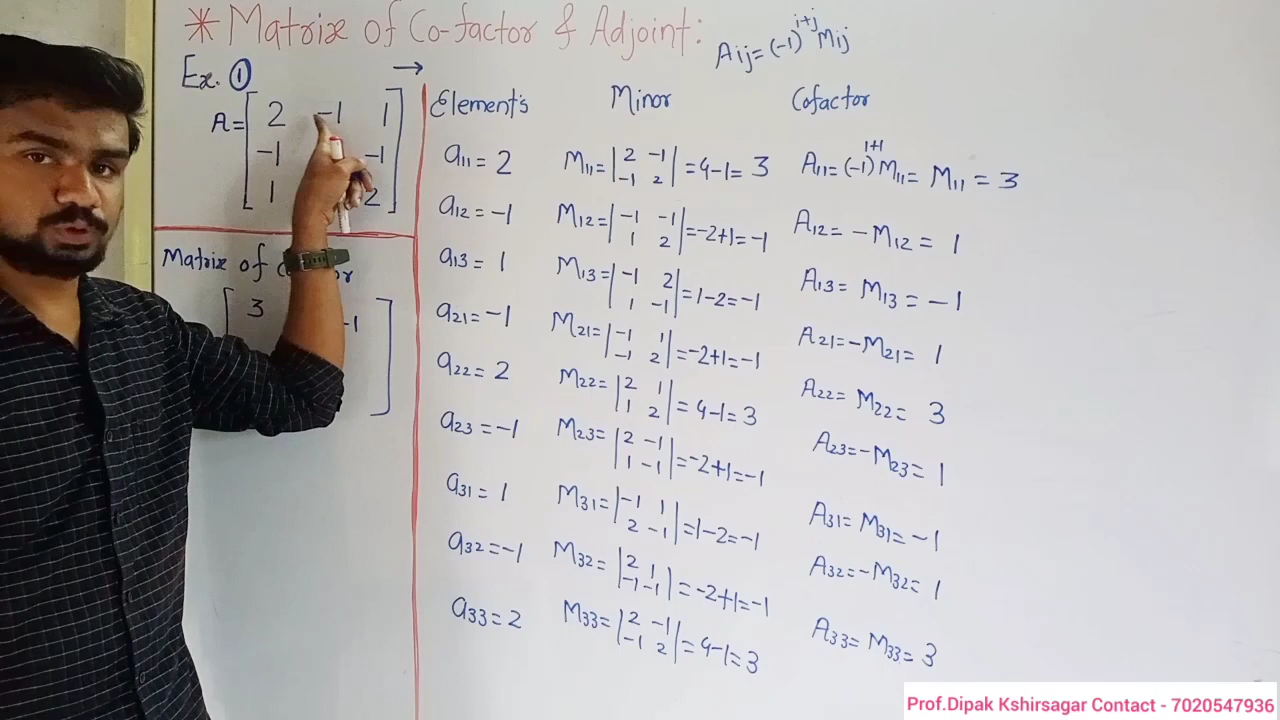 * Matrix of Co-factor & Adjoint:
Aij = (-1)^i+j Mij
Ex. ① →
A = [ 2 -1 1
-1 -1
1 2 ]
Matrix of Co r
[ 3
-1 ]
Element's Minor Cofactor
a11 = 2 M11 = | 2 -1 | = 4-1 = 3 A11 = (-1)^1+1 M11 = M11 = 3
| -1 2 |
a12 = -1 M12 = | -1 -1 | = -2+1 = -1 A12 = -M12 = 1
| 1 2 |
a13 = 1 M13 = | -1 2 | = 1-2 = -1 A13 = M13 = -1
| 1 -1 |
a21 = -1 M21 = | -1 1 | = -2+1 = -1 A21 = -M21 = 1
| -1 2 |
a22 = 2 M22 = | 2 1 | = 4-1 = 3 A22 = M22 = 3
| 1 2 |
a23 = -1 M23 = | 2 -1 | = -2+1 = -1 A23 = -M23 = 1
| 1 -1 |
a31 = 1 M31 = | -1 1 | = 1-2 = -1 A31 = M31 = -1
| 2 -1 |
a32 = -1 M32 = | 2 1 | = -2+1 = -1 A32 = -M32 = 1
| -1 -1 |
a33 = 2 M33 = | 2 -1 | = 4-1 = 3 A33 = M33 = 3
| -1 2 |
Prof.Dipak Kshirsagar Contact - 7020547936